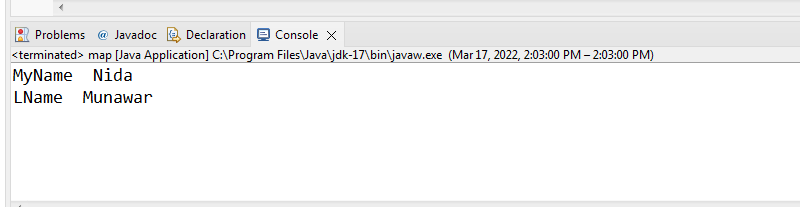 Problems @ Javadoc Declaration Console
<terminated> map [Java Application] C:\Program Files\Java\jdk-17\bin\javaw.exe (Mar 17, 2022, 2:03:00 PM – 2:03:00 PM)
MyName  Nida
LName  Munawar